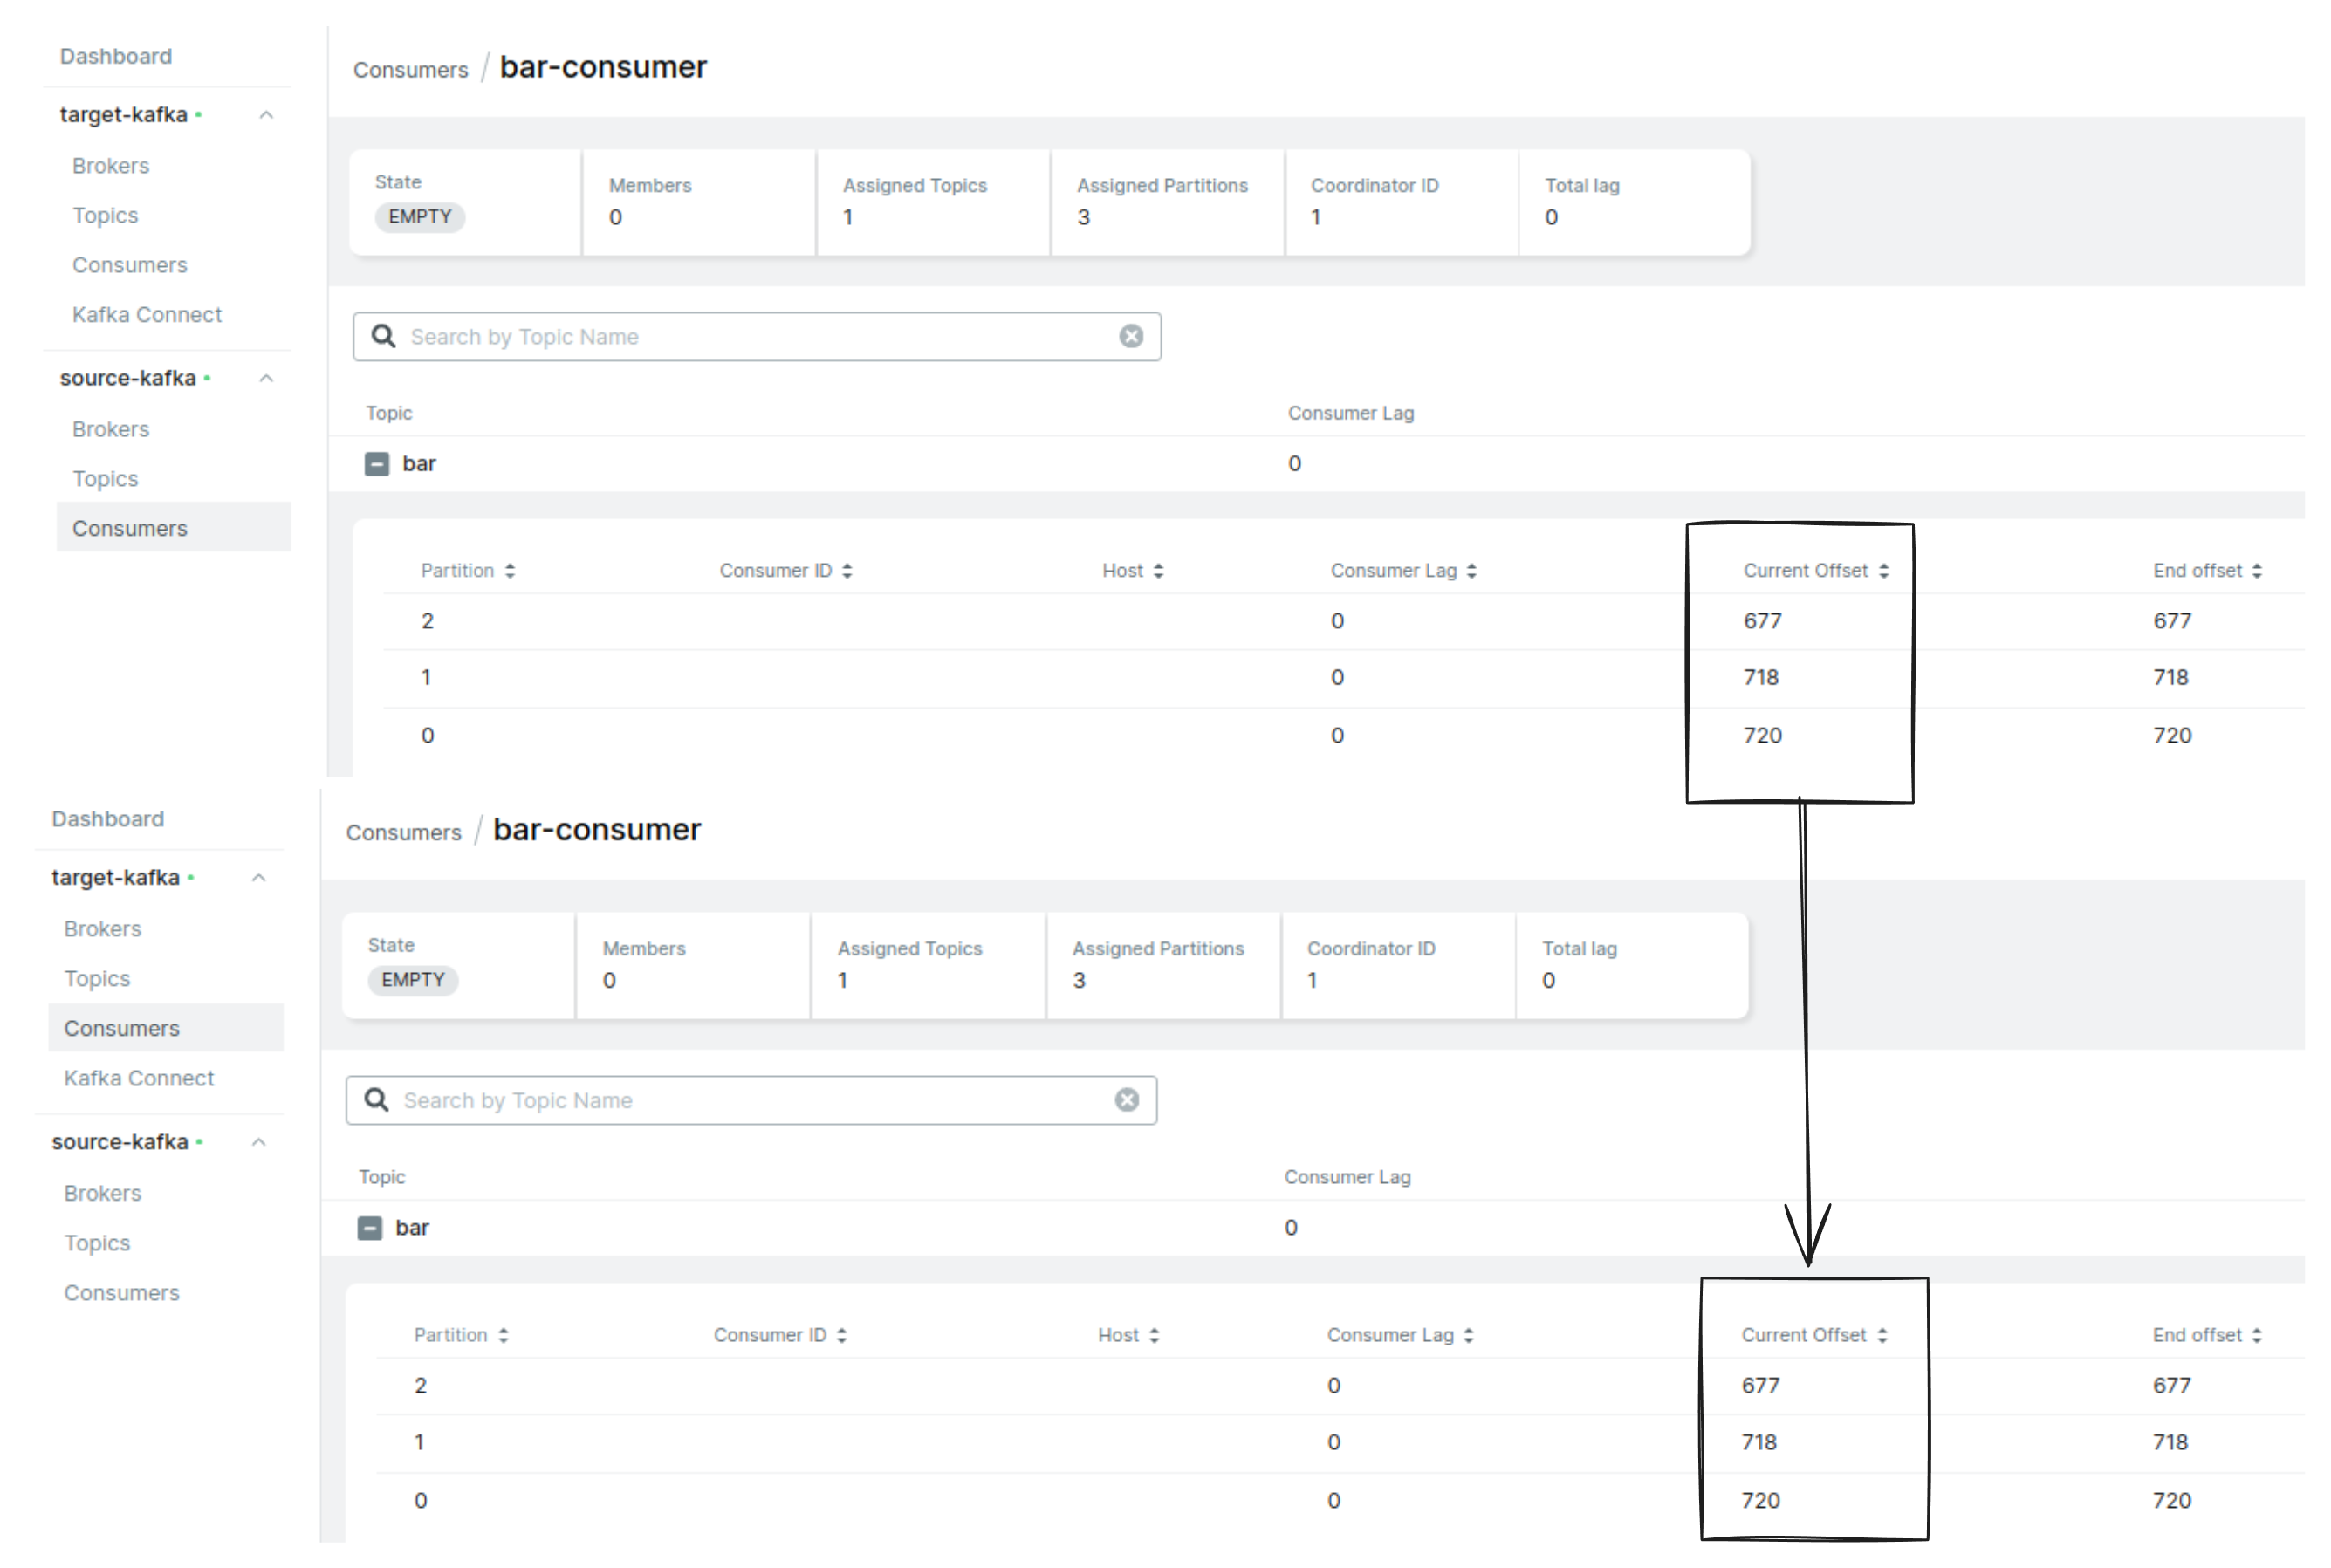 Dashboard
target-kafka
Brokers
Topics
Consumers
Kafka Connect
source-kafka
Brokers
Topics
Consumers
Consumers / bar-consumer
State Members Assigned Topics Assigned Partitions Coordinator ID Total lag
EMPTY 0 1 3 1 0
Search by Topic Name
Topic Consumer Lag
bar 0
Partition Consumer ID Host Consumer Lag Current Offset End offset
2 0 677 677
1 0 718 718
0 0 720 720
Dashboard
target-kafka
Brokers
Topics
Consumers
Kafka Connect
source-kafka
Brokers
Topics
Consumers
Consumers / bar-consumer
State Members Assigned Topics Assigned Partitions Coordinator ID Total lag
EMPTY 0 1 3 1 0
Search by Topic Name
Topic Consumer Lag
bar 0
Partition Consumer ID Host Consumer Lag Current Offset End offset
2 0 677 677
1 0 718 718
0 0 720 720